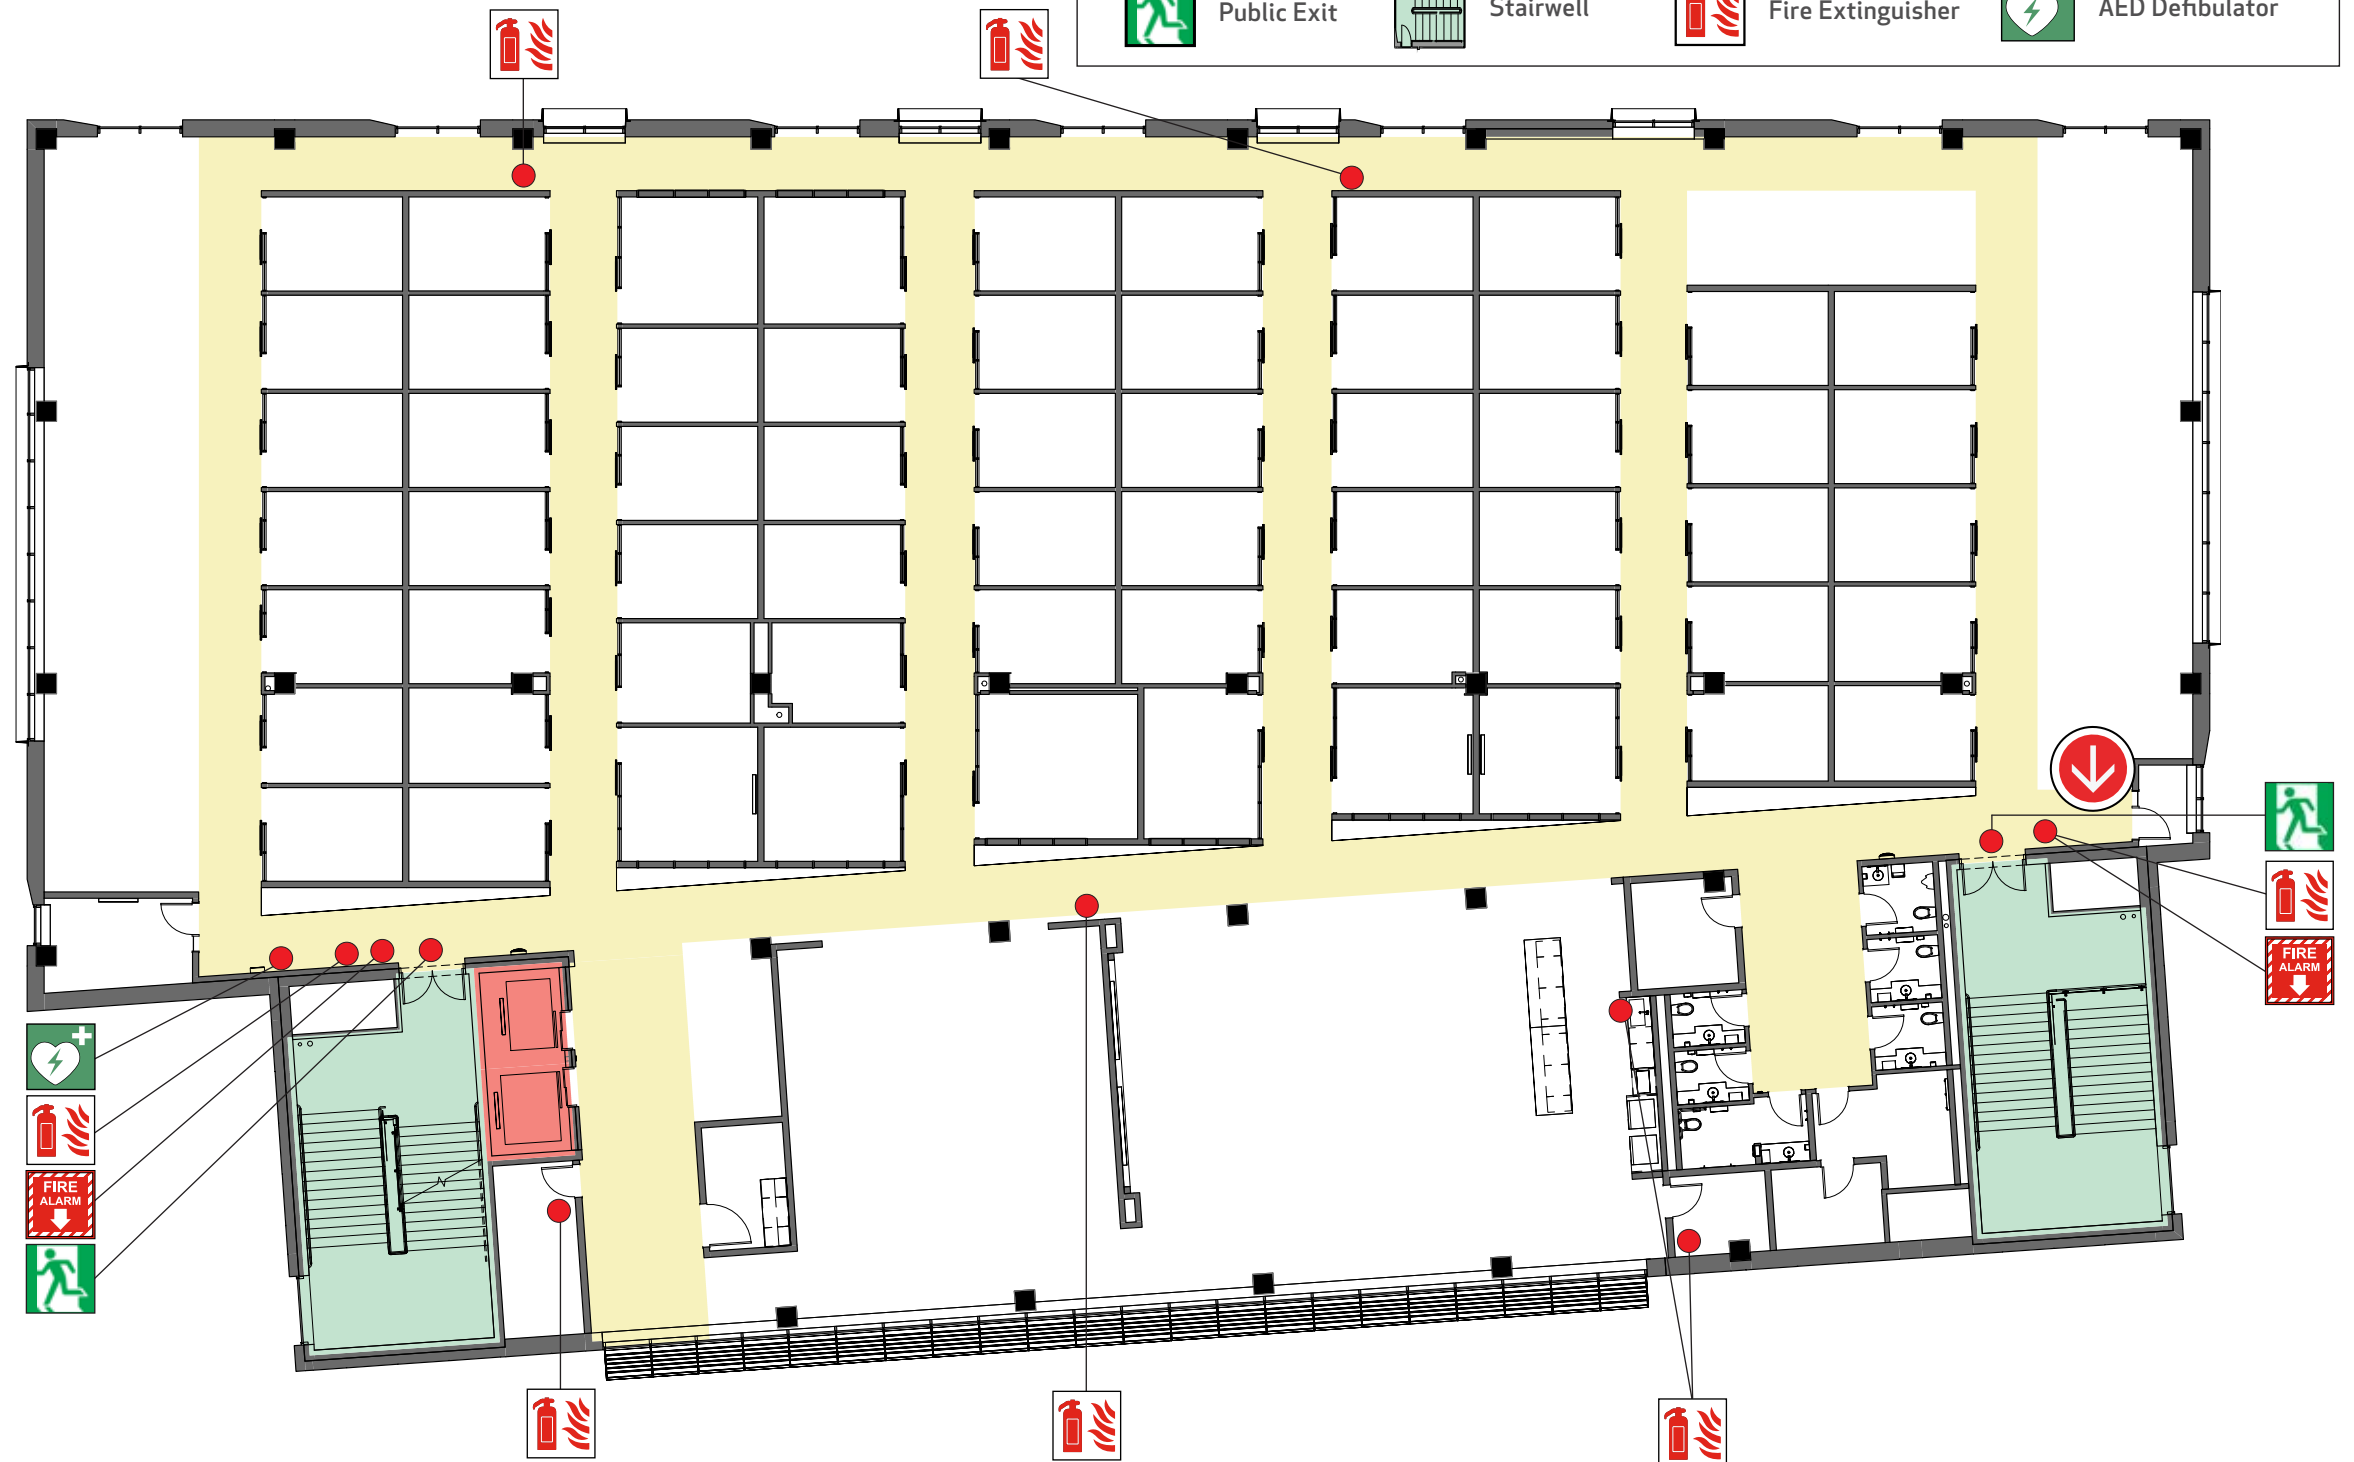 Public Exit
Stairwell
Fire Extinguisher
AED Defibulator
FIRE
ALARM
FIRE
ALARM